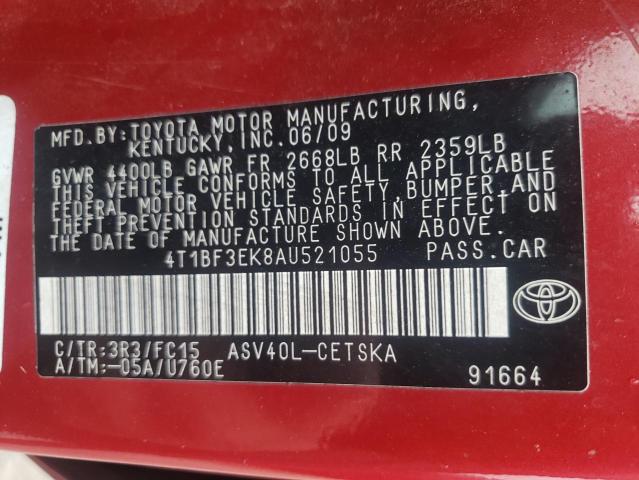 MFD.BY:TOYOTA MOTOR MANUFACTURING,
KENTUCKY,INC.06/09
GVWR 4400LB GAWR FR 2668LB RR 2359LB
THIS VEHICLE CONFORMS TO ALL APPLICABLE
FEDERAL MOTOR VEHICLE SAFETY,BUMPER,AND
THEFT PREVENTION STANDARDS IN EFFECT ON
THE DATE OF MANUFACTURE SHOWN ABOVE.
4T1BF3EK8AU521055 PASS.CAR
C/TR:3R3/FC15 ASV40L-CETSKA
A/TM:-05A/U760E 91664